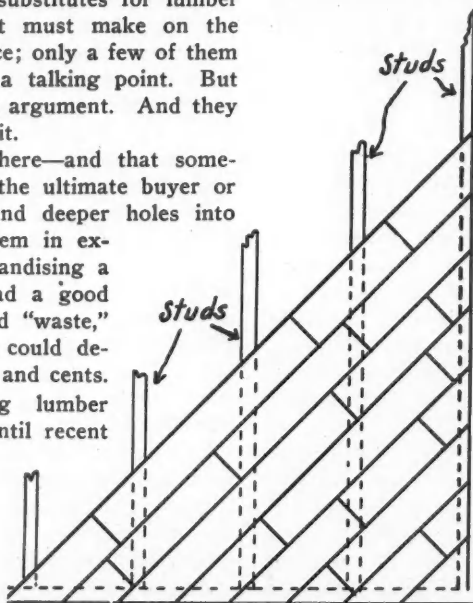 substitutes for lumber
t must make on the
ce; only a few of them
a talking point. But
argument. And they
it.
here—and that some-
the ultimate buyer or
nd deeper holes into
em in ex-
andising a
ad a good
d "waste,"
could de-
and cents.
g lumber
ntil recent
Studs
Studs